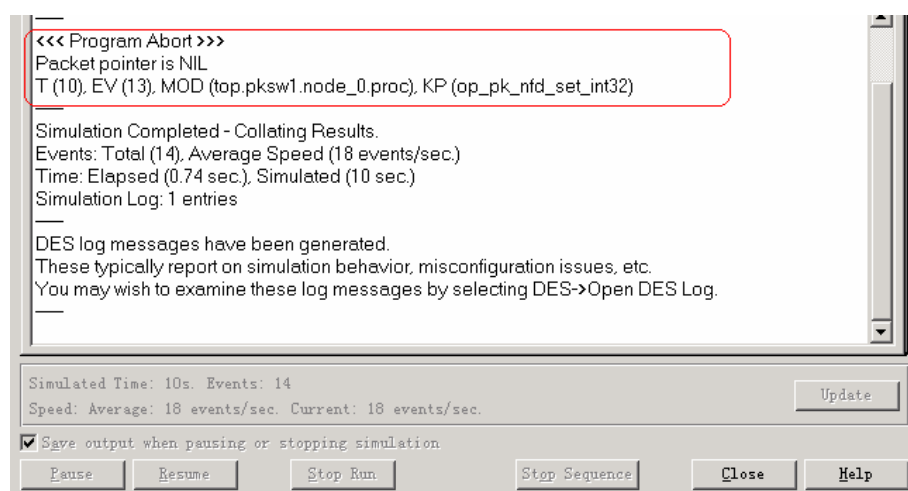 <<< Program Abort >>>
Packet pointer is NIL
T (10), EV (13), MOD (top.pksw1.node_0.proc), KP (op_pk_nfd_set_int32)
Simulation Completed - Collating Results.
Events: Total (14), Average Speed (18 events/sec.)
Time: Elapsed (0.74 sec.), Simulated (10 sec.)
Simulation Log: 1 entries
DES log messages have been generated.
These typically report on simulation behavior, misconfiguration issues, etc.
You may wish to examine these log messages by selecting DES->Open DES Log.
Simulated Time: 10s. Events: 14
Speed: Average: 18 events/sec. Current: 18 events/sec.
Update
Save output when pausing or stopping simulation
Pause Resume Stop Run Stop Sequence Close Help